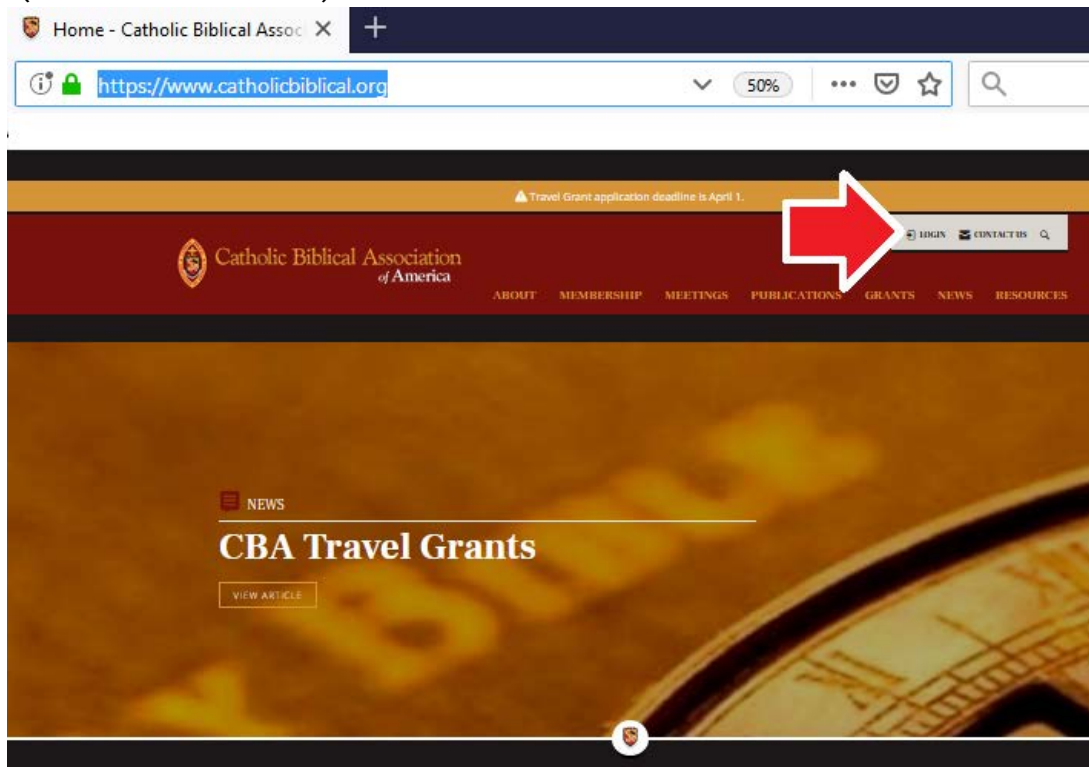 Home - Catholic Biblical Assoc
https://www.catholicbiblical.org
50%
Travel Grant application deadline is April 1.
LOGIN CONTACT US
Catholic Biblical Association
of America
ABOUT MEMBERSHIP MEETINGS PUBLICATIONS GRANTS NEWS RESOURCES
NEWS
CBA Travel Grants
VIEW ARTICLE